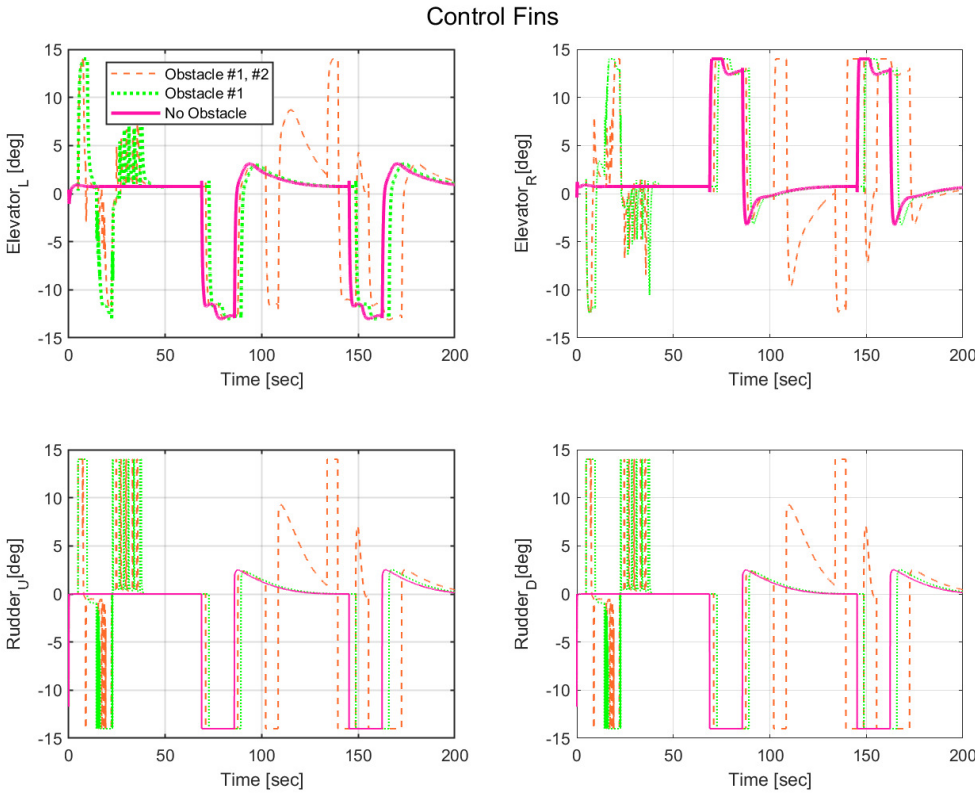 Control Fins
15
10
5
0
-5
-10
-15
Elevator_L [deg]
Obstacle #1, #2
Obstacle #1
No Obstacle
0 50 100 150 200
Time [sec]
15
10
5
0
-5
-10
-15
Elevator_R [deg]
0 50 100 150 200
Time [sec]
15
10
5
0
-5
-10
-15
Rudder_U[deg]
0 50 100 150 200
Time [sec]
15
10
5
0
-5
-10
-15
Rudder_D[deg]
0 50 100 150 200
Time [sec]